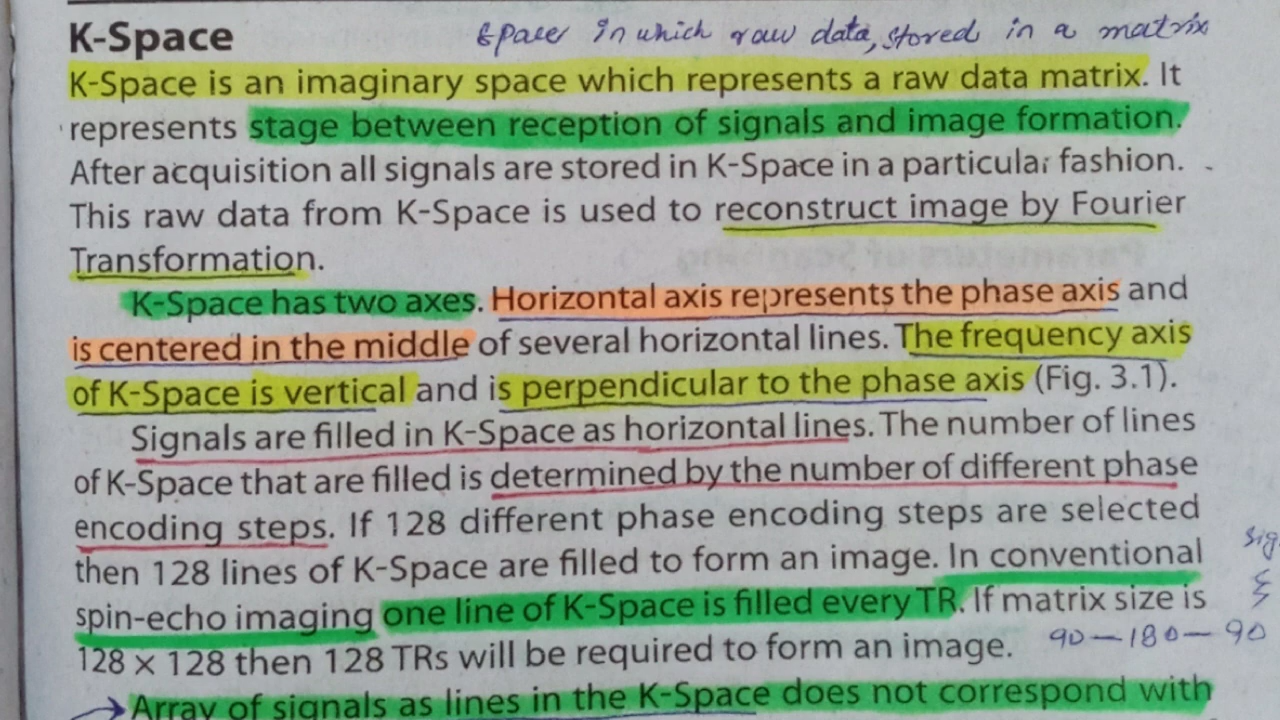 K-Space
space in which raw data, stored in a matrix
K-Space is an imaginary space which represents a raw data matrix. It
represents stage between reception of signals and image formation.
After acquisition all signals are stored in K-Space in a particular fashion.
This raw data from K-Space is used to reconstruct image by Fourier
Transformation.
K-Space has two axes. Horizontal axis represents the phase axis and
is centered in the middle of several horizontal lines. The frequency axis
of K-Space is vertical and is perpendicular to the phase axis (Fig. 3.1).
Signals are filled in K-Space as horizontal lines. The number of lines
of K-Space that are filled is determined by the number of different phase
encoding steps. If 128 different phase encoding steps are selected
then 128 lines of K-Space are filled to form an image. In conventional
sig
spin-echo imaging one line of K-Space is filled every TR. If matrix size is
90-180-90
128 × 128 then 128 TRs will be required to form an image.
Array of signals as lines in the K-Space does not correspond with